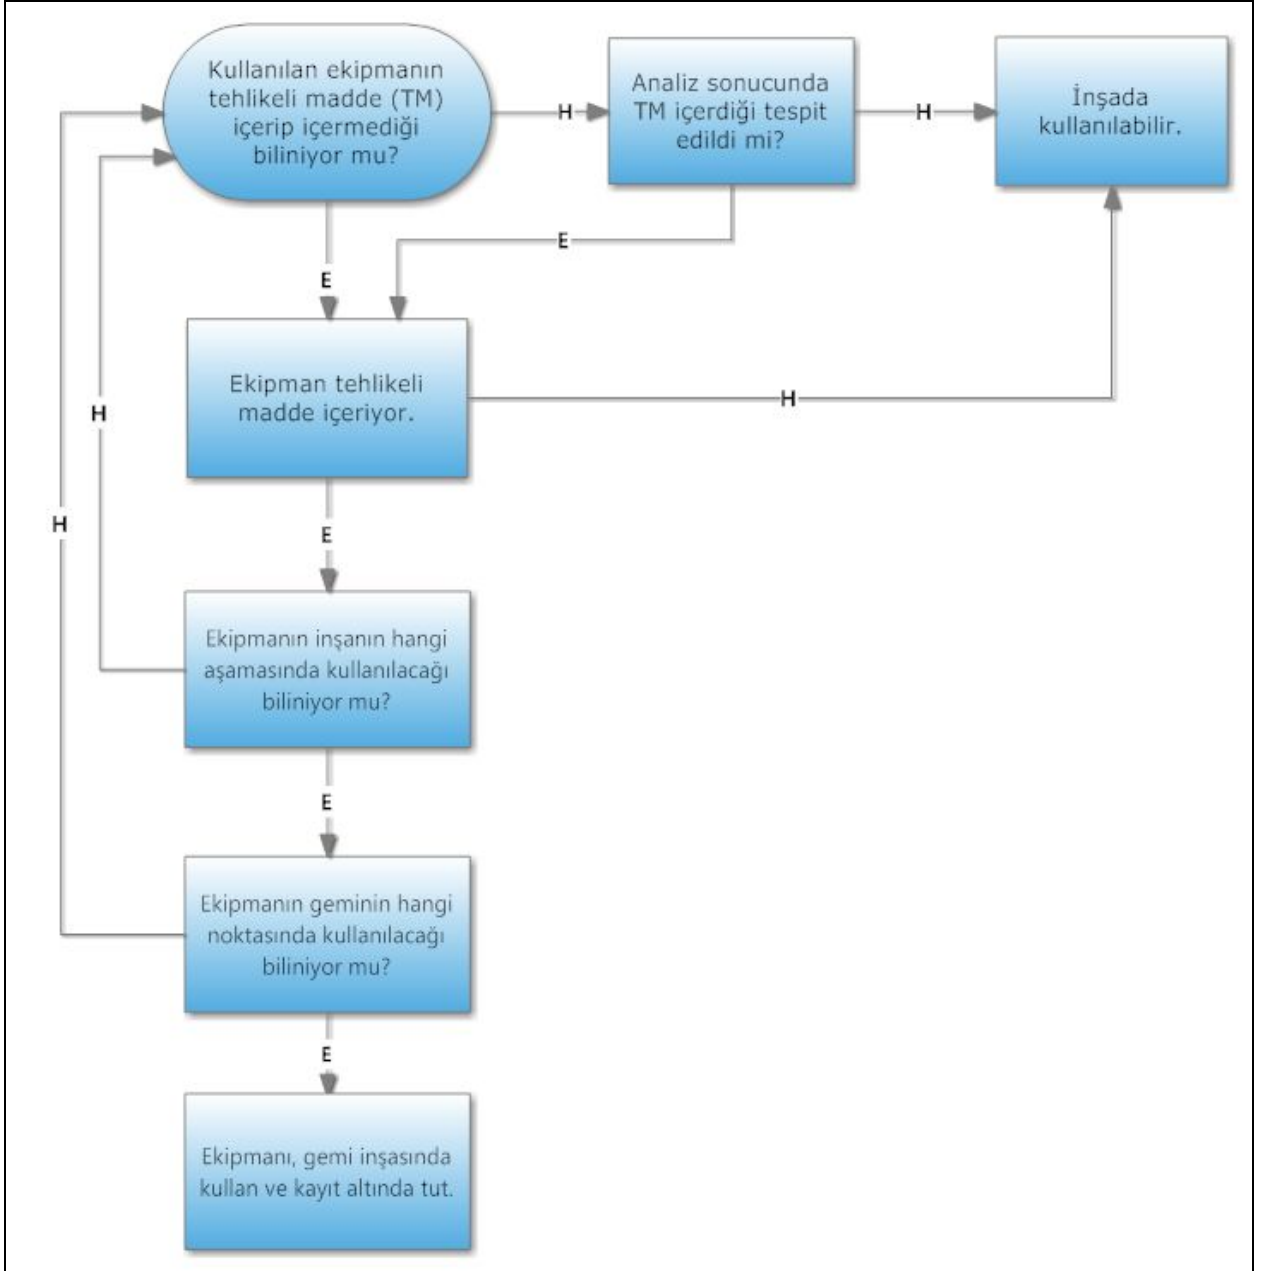 Kullanılan ekipmanın
tehlikeli madde (TM)
içerip içermediği
biliniyor mu?
H
Analiz sonucunda
TM içerdiği tespit
edildi mi?
H
İnşada
kullanılabilir.
E
E
Ekipman tehlikeli
madde içeriyor.
H
H
E
H
Ekipmanın inşanın hangi
aşamasında kullanılacağı
biliniyor mu?
E
Ekipmanın geminin hangi
noktasında kullanılacağı
biliniyor mu?
E
Ekipmanı, gemi inşasında
kullan ve kayıt altında tut.